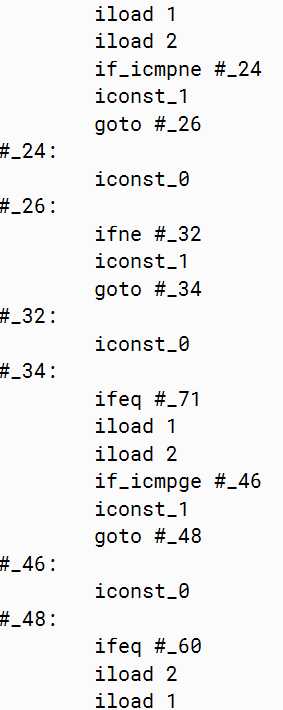 iload 1
iload 2
if_icmpne #_24
iconst_1
goto #_26
#_24:
iconst_0
#_26:
ifne #_32
iconst_1
goto #_34
#_32:
iconst_0
#_34:
ifeq #_71
iload 1
iload 2
if_icmpge #_46
iconst_1
goto #_48
#_46:
iconst_0
#_48:
ifeq #_60
iload 2
iload 1